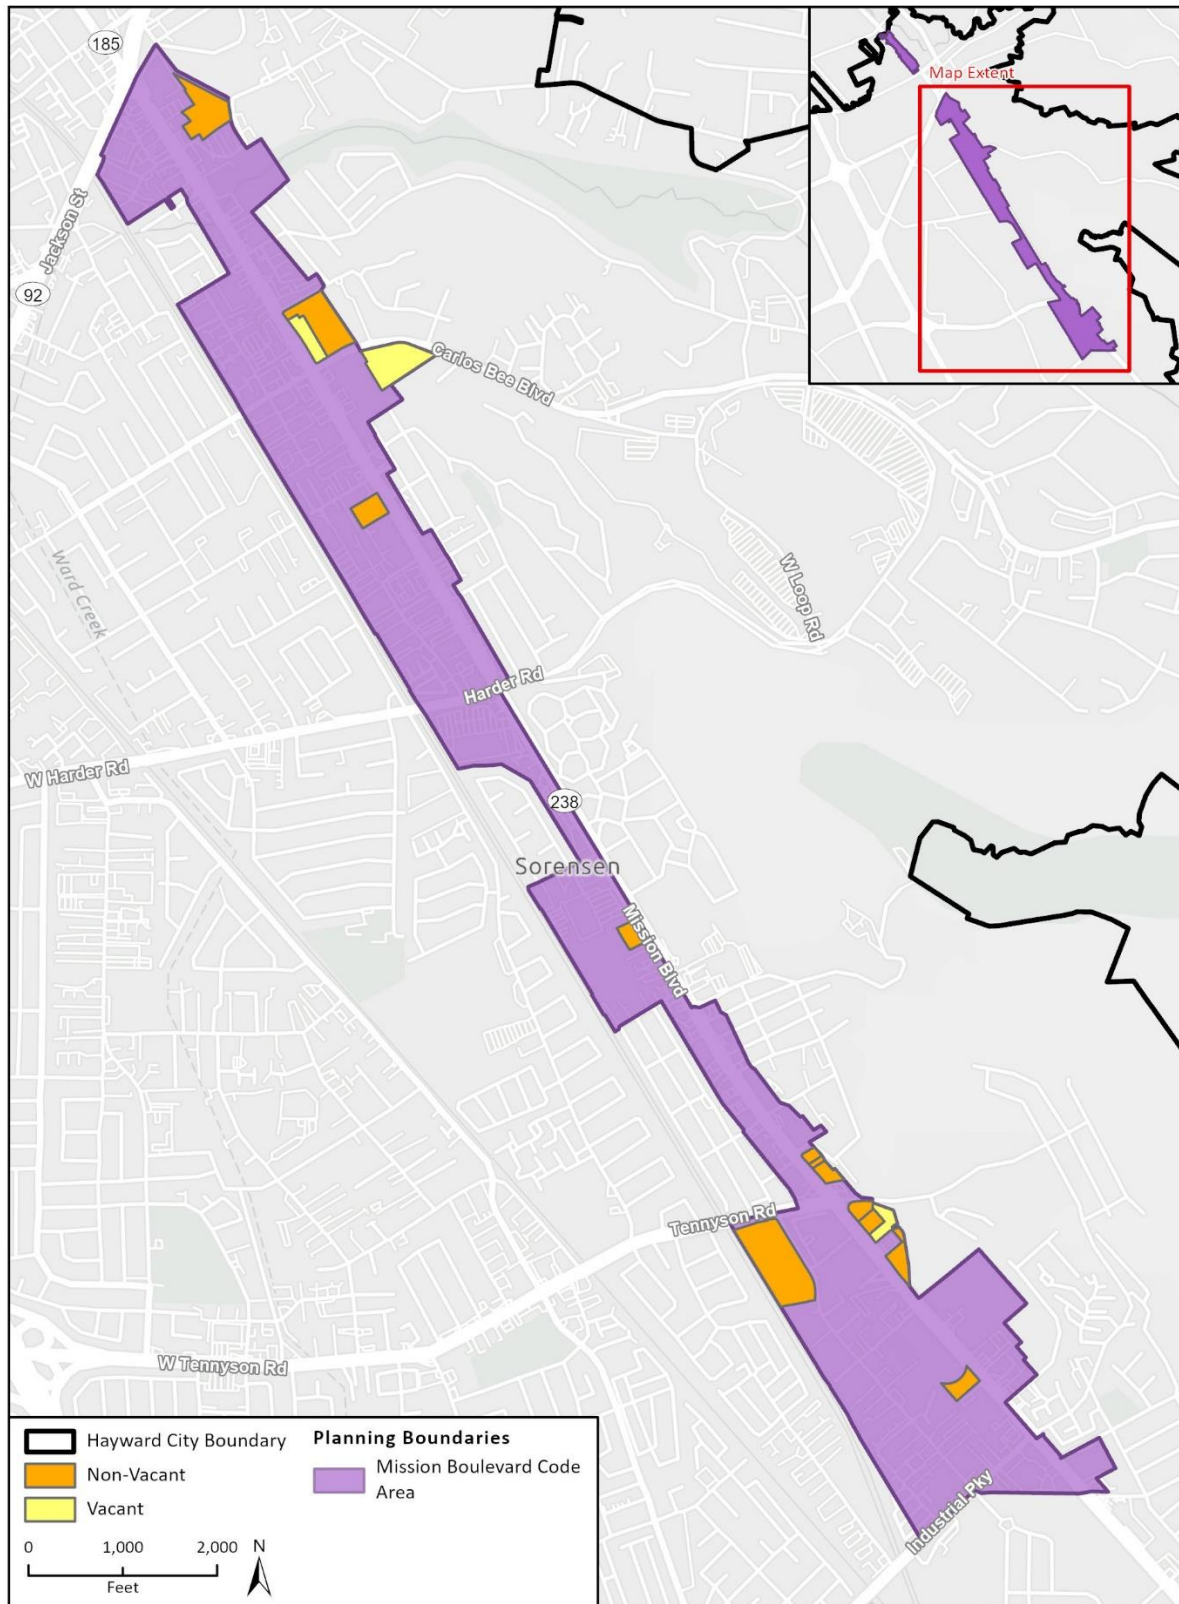 185
Map Extent
Jackson St
92
Carlos Bee Blvd
Ward Creek
W Loop Rd
Harder Rd
W Harder Rd
238
Sorensen
Mission Blvd
Tennyson Rd
W Tennyson Rd
Industrial Pky
Hayward City Boundary
Non-Vacant
Vacant
Planning Boundaries
Mission Boulevard Code
Area
0 1,000 2,000
Feet
N